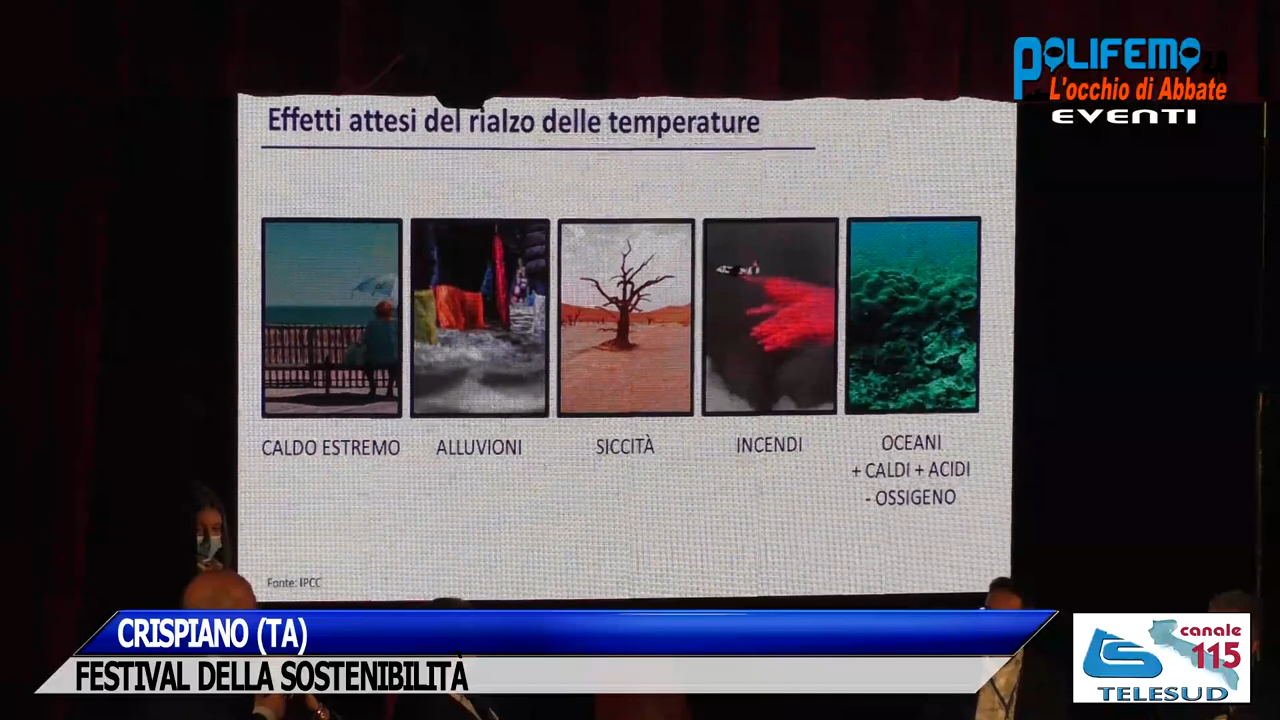 POLIFEMO
L'occhio di Abbate
EVENTI
Effetti attesi del rialzo delle temperature
CALDO ESTREMO
ALLUVIONI
SICCITÀ
INCENDI
OCEANI
+ CALDI + ACIDI
- OSSIGENO
Fonte: IPCC
CRISPIANO (TA)
FESTIVAL DELLA SOSTENIBILITÀ
canale
115
TELESUD